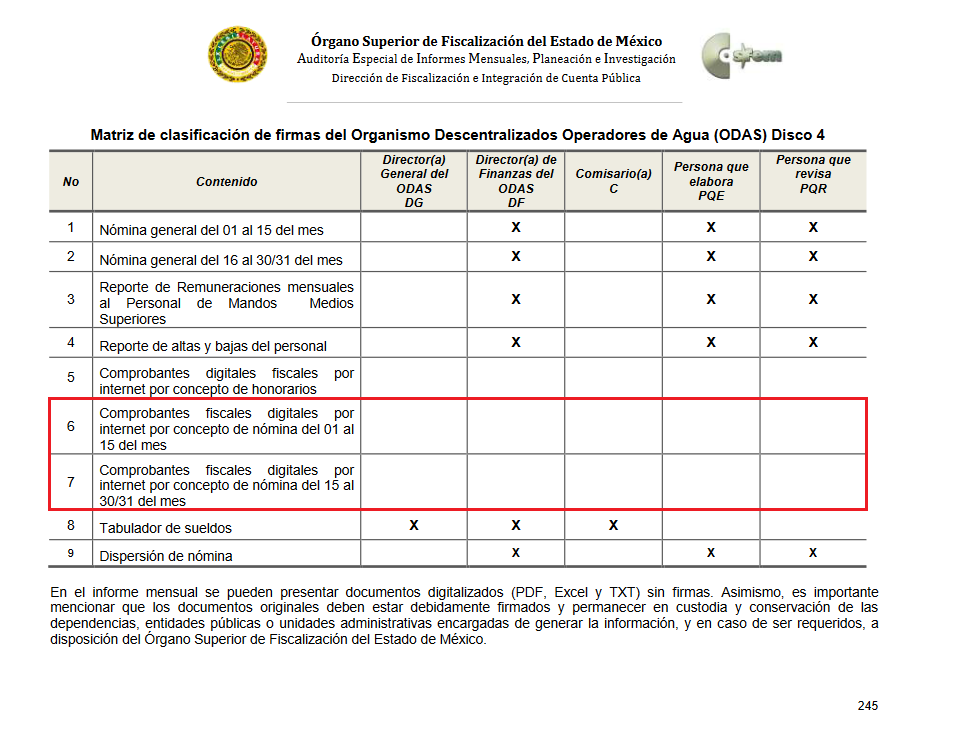 Órgano Superior de Fiscalización del Estado de México
Auditoría Especial de Informes Mensuales, Planeación e Investigación
Dirección de Fiscalización e Integración de Cuenta Pública
osfem
Matriz de clasificación de firmas del Organismo Descentralizados Operadores de Agua (ODAS) Disco 4
No
Contenido
Director(a)
General del
ODAS
DG
Director(a) de
Finanzas del
ODAS
DF
Comisario(a)
C
Persona que
elabora
PQE
Persona que
revisa
PQR
1 Nómina general del 01 al 15 del mes X X X
2 Nómina general del 16 al 30/31 del mes X X X
3 Reporte de Remuneraciones mensuales
al Personal de Mandos Medios
Superiores X X X
4 Reporte de altas y bajas del personal X X X
5 Comprobantes digitales fiscales por
internet por concepto de honorarios
6 Comprobantes fiscales digitales por
internet por concepto de nómina del 01 al
15 del mes
7 Comprobantes fiscales digitales por
internet por concepto de nómina del 15 al
30/31 del mes
8 Tabulador de sueldos X X X
9 Dispersión de nómina X X X
En el informe mensual se pueden presentar documentos digitalizados (PDF, Excel y TXT) sin firmas. Asimismo, es importante
mencionar que los documentos originales deben estar debidamente firmados y permanecer en custodia y conservación de las
dependencias, entidades públicas o unidades administrativas encargadas de generar la información, y en caso de ser requeridos, a
disposición del Órgano Superior de Fiscalización del Estado de México.
245